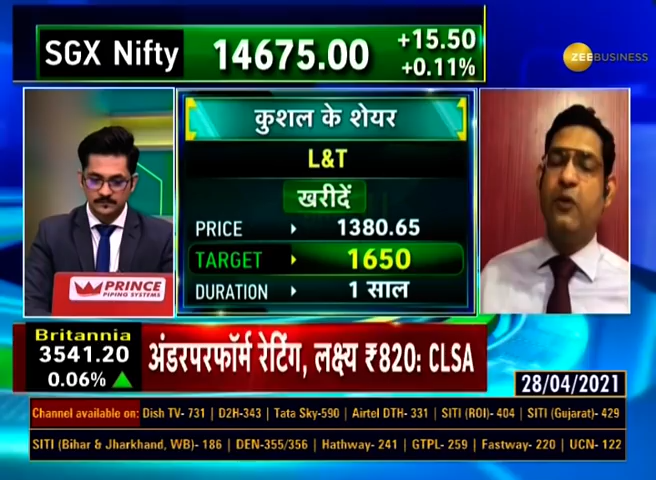 SGX Nifty 14675.00 +15.50
+0.11%
ZEE BUSINESS
कुशल के शेयर
L&T
खरीदें
PRICE 1380.65
TARGET 1650
DURATION 1 साल
PRINCE
PIPING SYSTEMS
Britannia
3541.20
0.06%
अंडरपरफॉर्म रेटिंग, लक्ष्य ₹820: CLSA
28/04/2021
Channel available on: Dish TV- 731 | D2H-343 | Tata Sky-590 | Airtel DTH- 331 | SITI (ROI)- 404 | SITI (Gujarat)- 429
SITI (Bihar & Jharkhand, WB)- 186 | DEN-355/356 | Hathway- 241 | GTPL- 259 | Fastway- 220 | UCN- 122